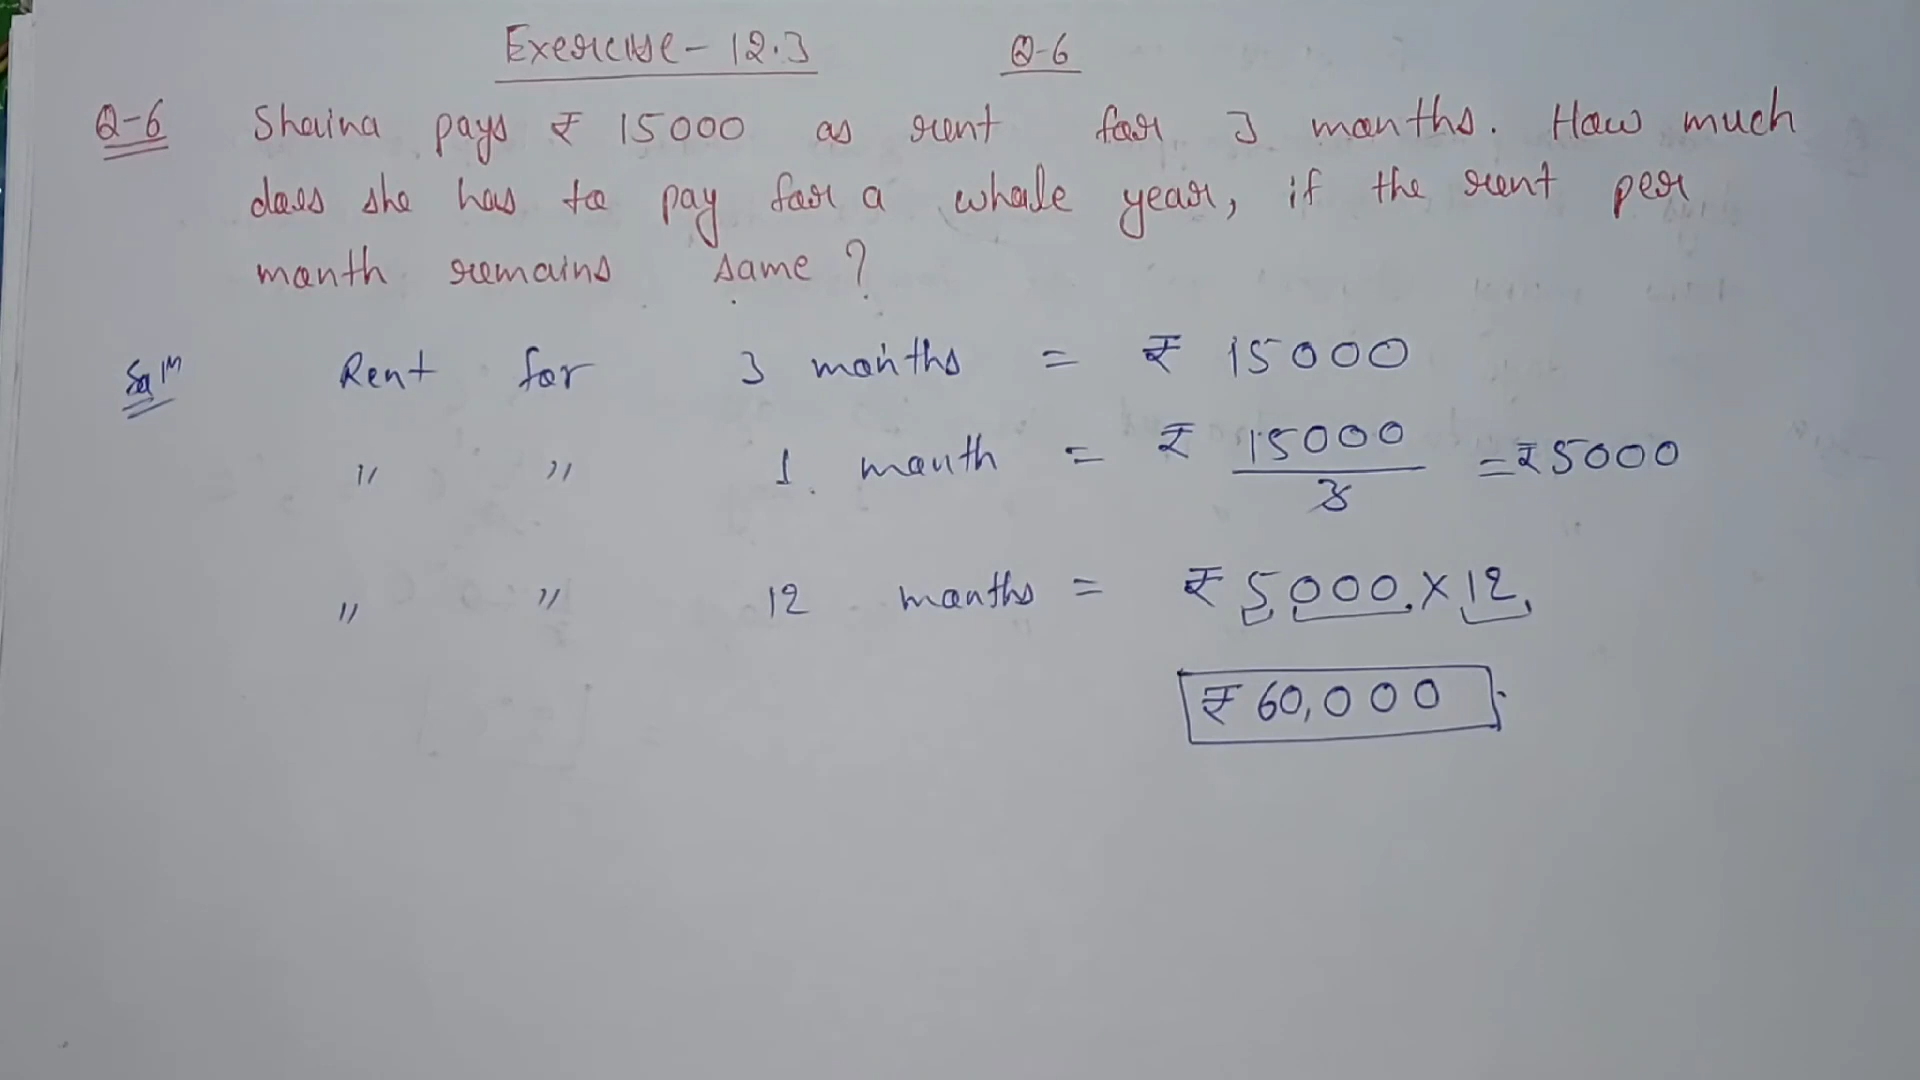 Exercise - 12.3 Q-6
Q-6 Shaina pays ₹ 15000 as rent for 3 months. How much
does she has to pay for a whole year, if the rent per
month remains same ?
Solⁿ Rent for 3 months = ₹ 15000
" " 1 month = ₹ 15000/3 = ₹5000
" " 12 months = ₹ 5000 × 12
₹ 60,000